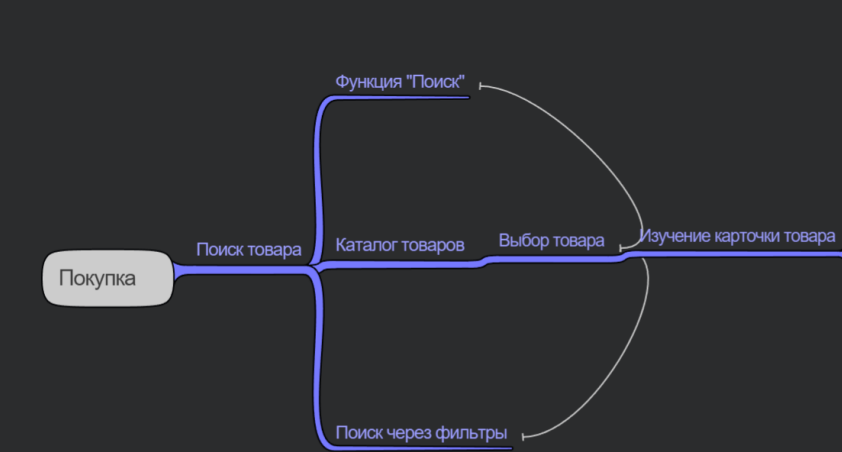 Функция "Поиск"
Поиск товара
Каталог товаров
Выбор товара
Изучение карточки товара
Покупка
Поиск через фильтры